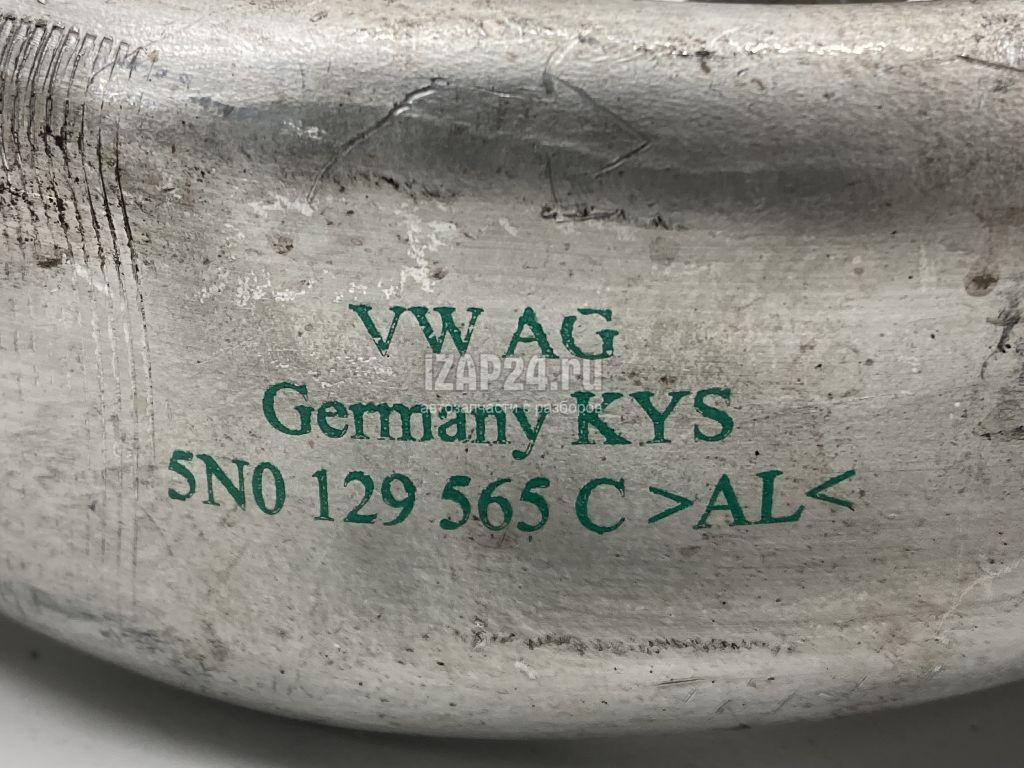 VW AG
iZAP24.ru
автозапчасти с разборов
Germany KYS
5N0 129 565 C >AL<